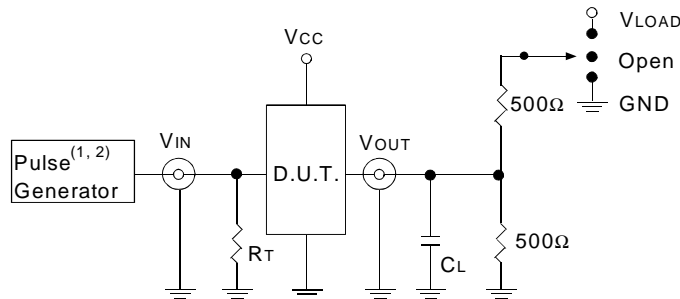 VLOAD
VCC
Open
500Ω
GND
VIN
VOUT
Pulse(1, 2)
Generator
D.U.T.
RT
CL
500Ω